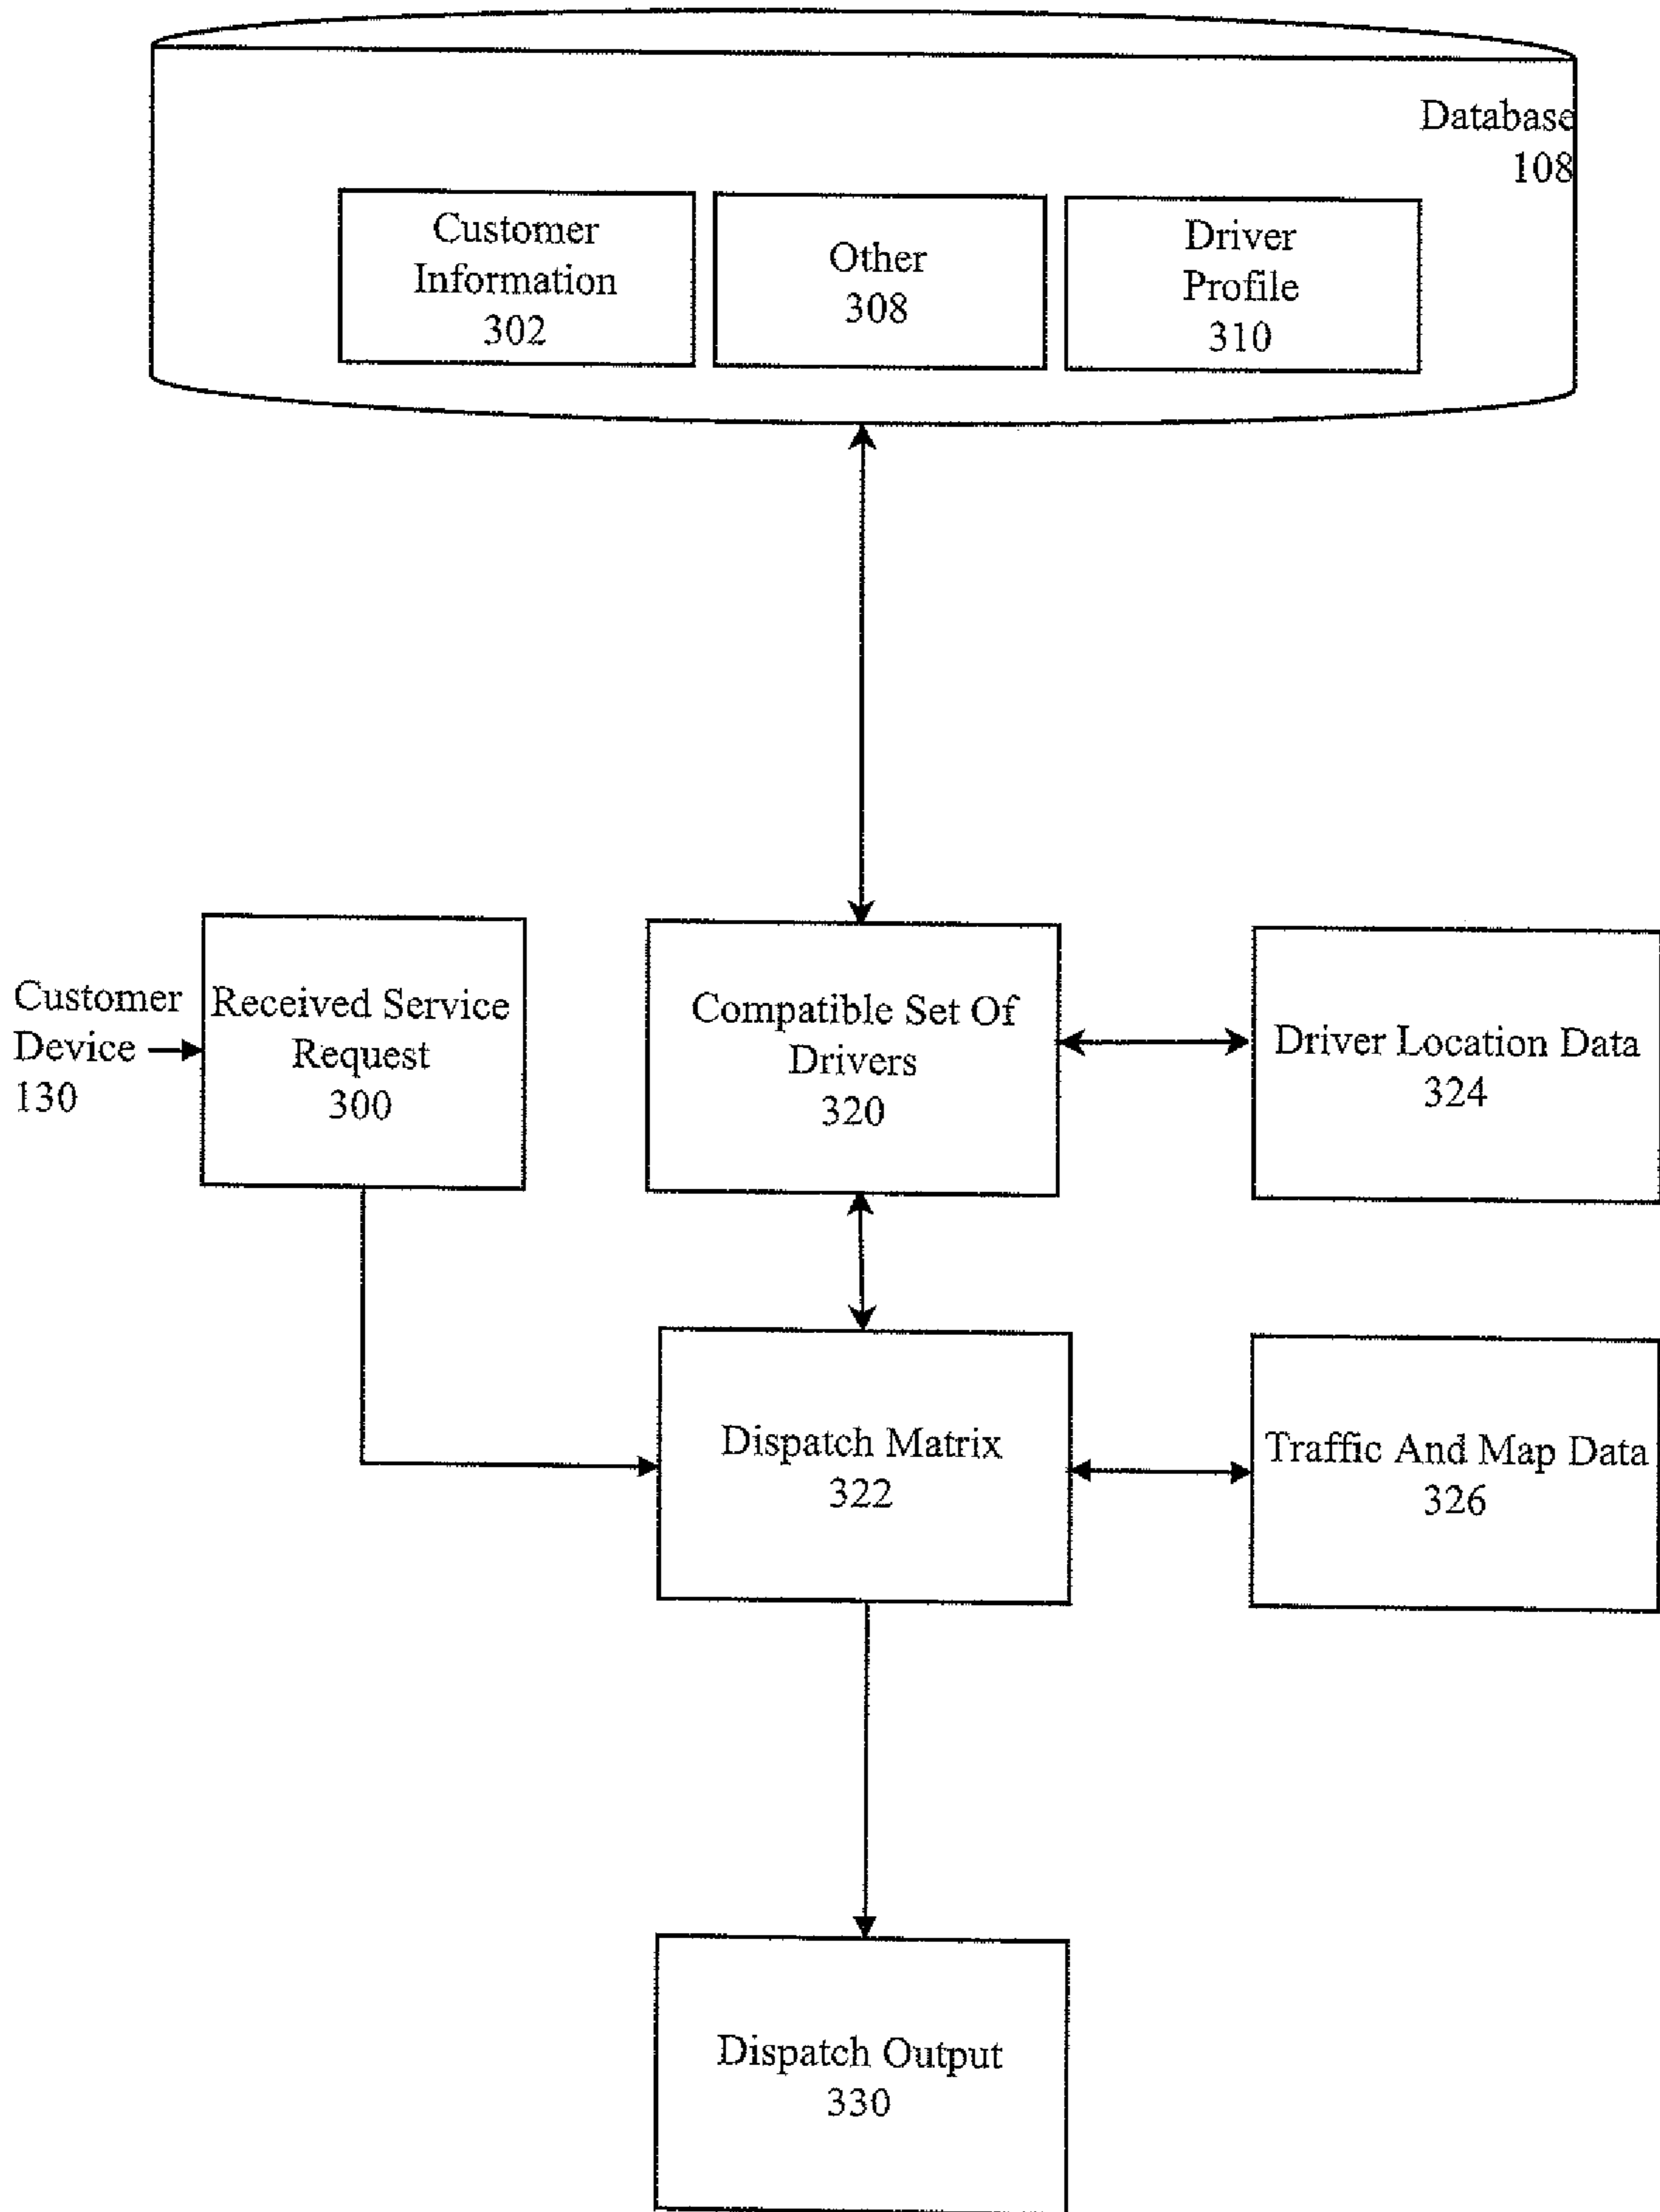 Database
108
Customer
Information
302
Other
308
Driver
Profile
310
Customer
Device
130
Received Service
Request
300
Compatible Set Of
Drivers
320
Driver Location Data
324
Dispatch Matrix
322
Traffic And Map Data
326
Dispatch Output
330